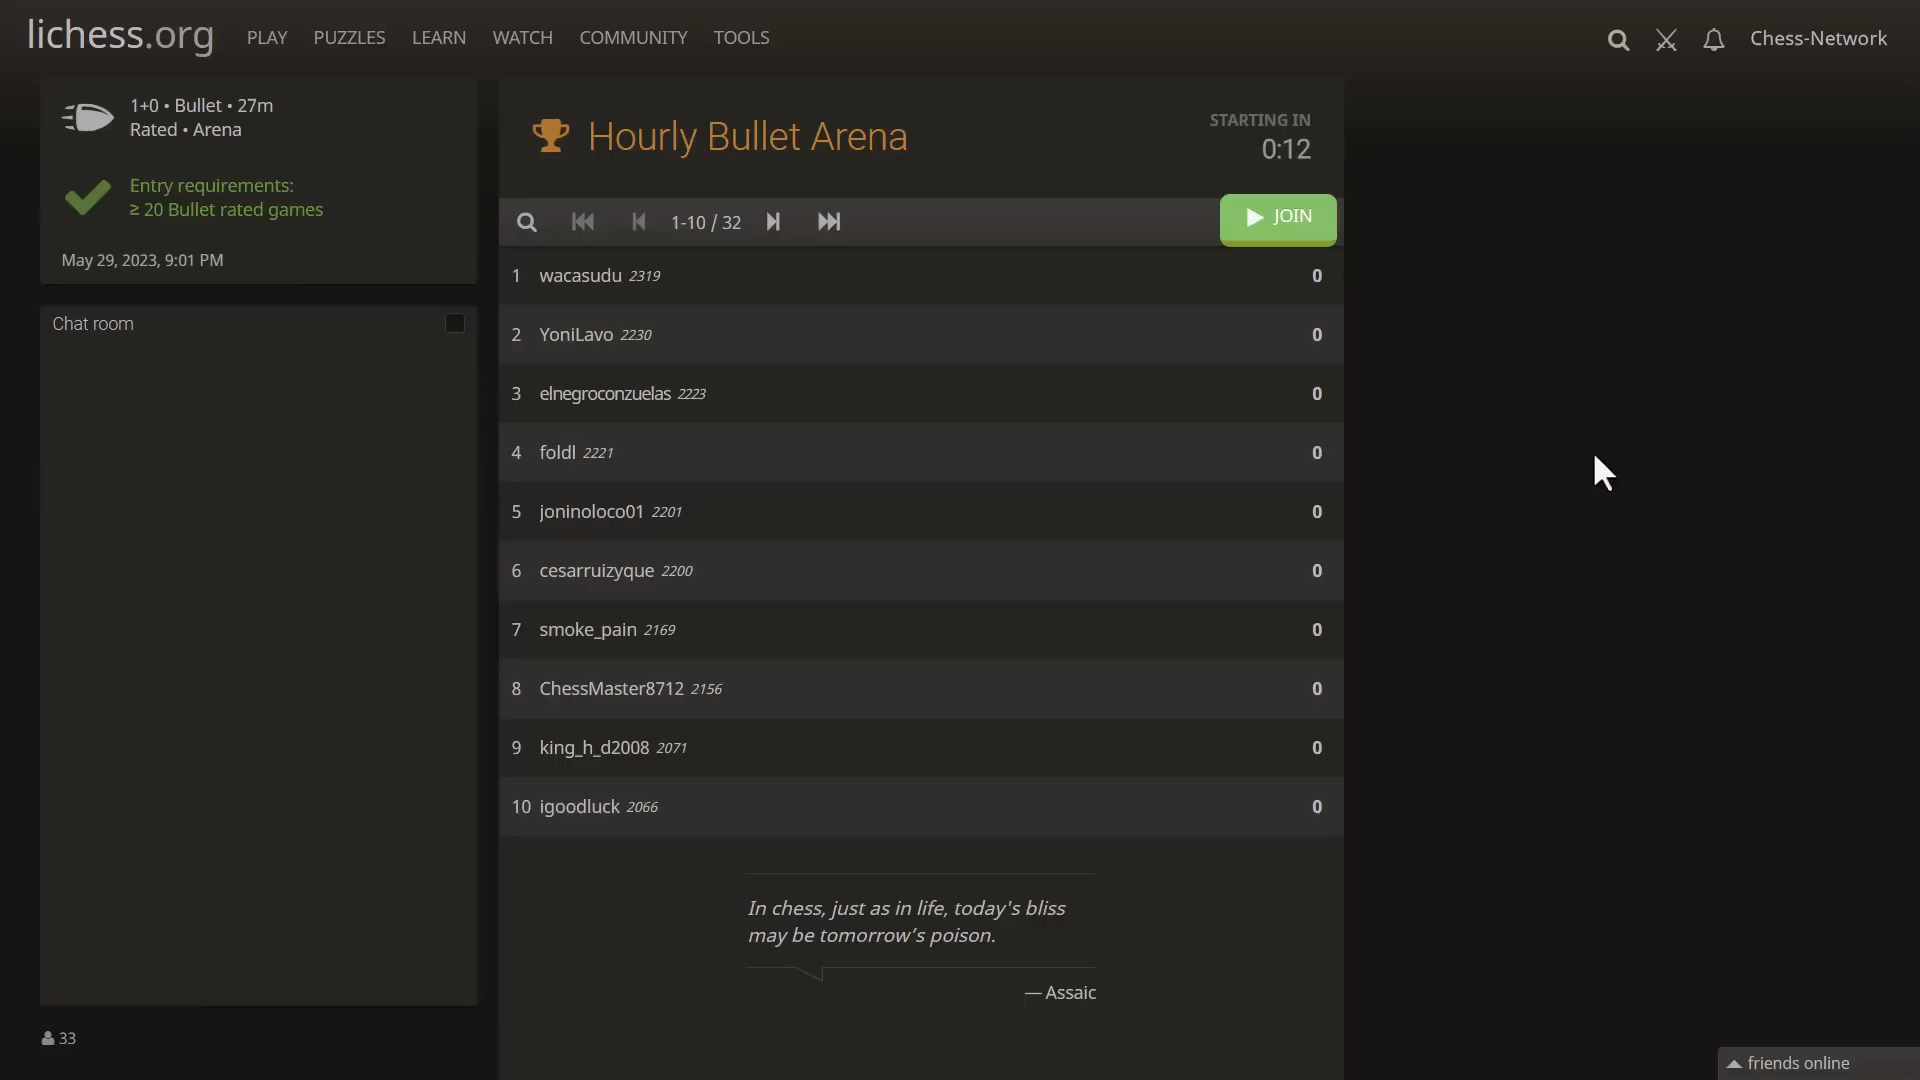 lichess.org PLAY PUZZLES LEARN WATCH COMMUNITY TOOLS Chess-Network
1+0 • Bullet • 27m
Rated • Arena
Entry requirements:
≥ 20 Bullet rated games
May 29, 2023, 9:01 PM
Chat room
33
Hourly Bullet Arena
STARTING IN
0:12
1-10 / 32
JOIN
1 wacasudu 2319 0
2 YoniLavo 2230 0
3 elnegroconzuelas 2223 0
4 foldl 2221 0
5 joninoloco01 2201 0
6 cesarruizyque 2200 0
7 smoke_pain 2169 0
8 ChessMaster8712 2156 0
9 king_h_d2008 2071 0
10 igoodluck 2066 0
In chess, just as in life, today's bliss
may be tomorrow’s poison.
— Assaic
friends online